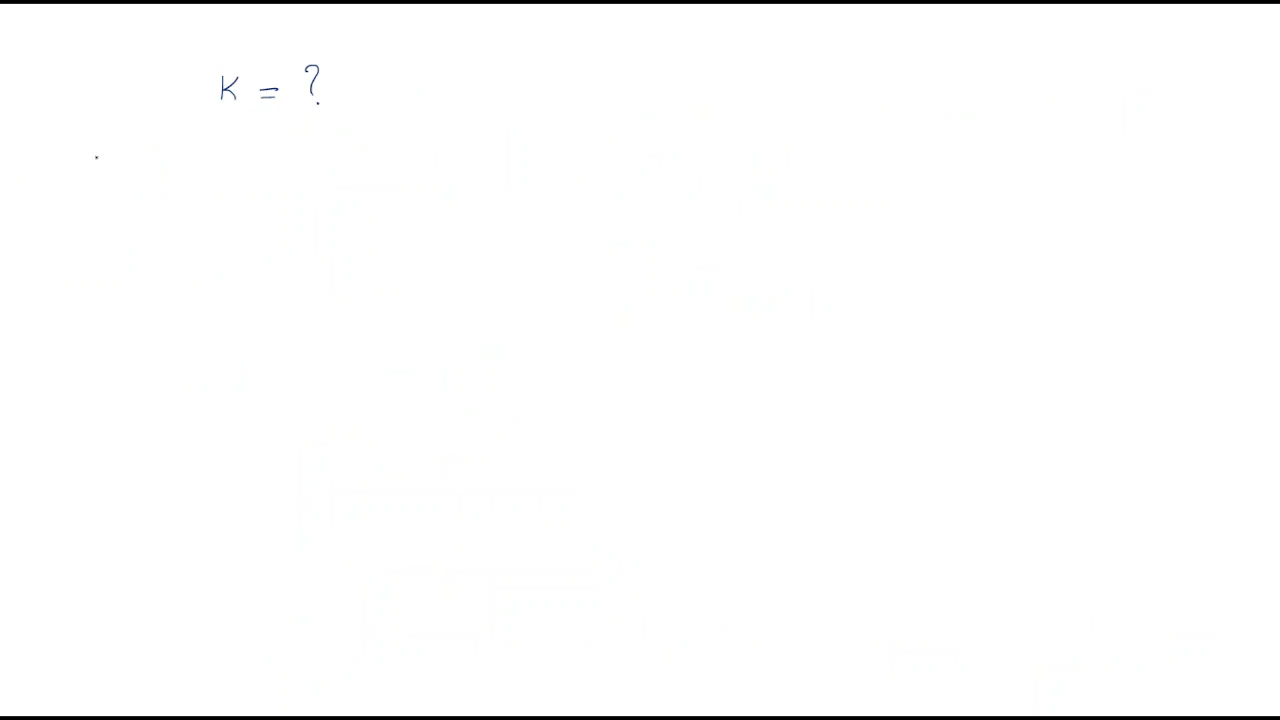 K = ?